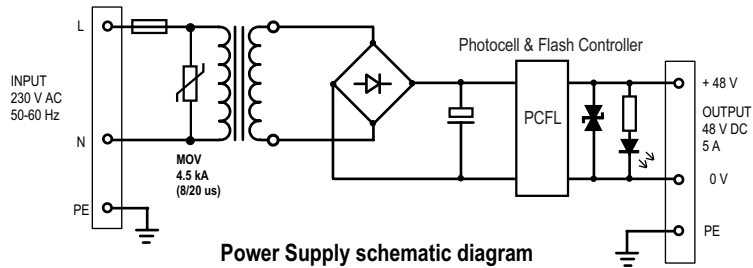 L
INPUT
230 V AC
50-60 Hz
N
PE
MOV
4.5 kA
(8/20 us)
Photocell & Flash Controller
PCFL
+ 48 V
OUTPUT
48 V DC
5 A
0 V
PE
Power Supply schematic diagram